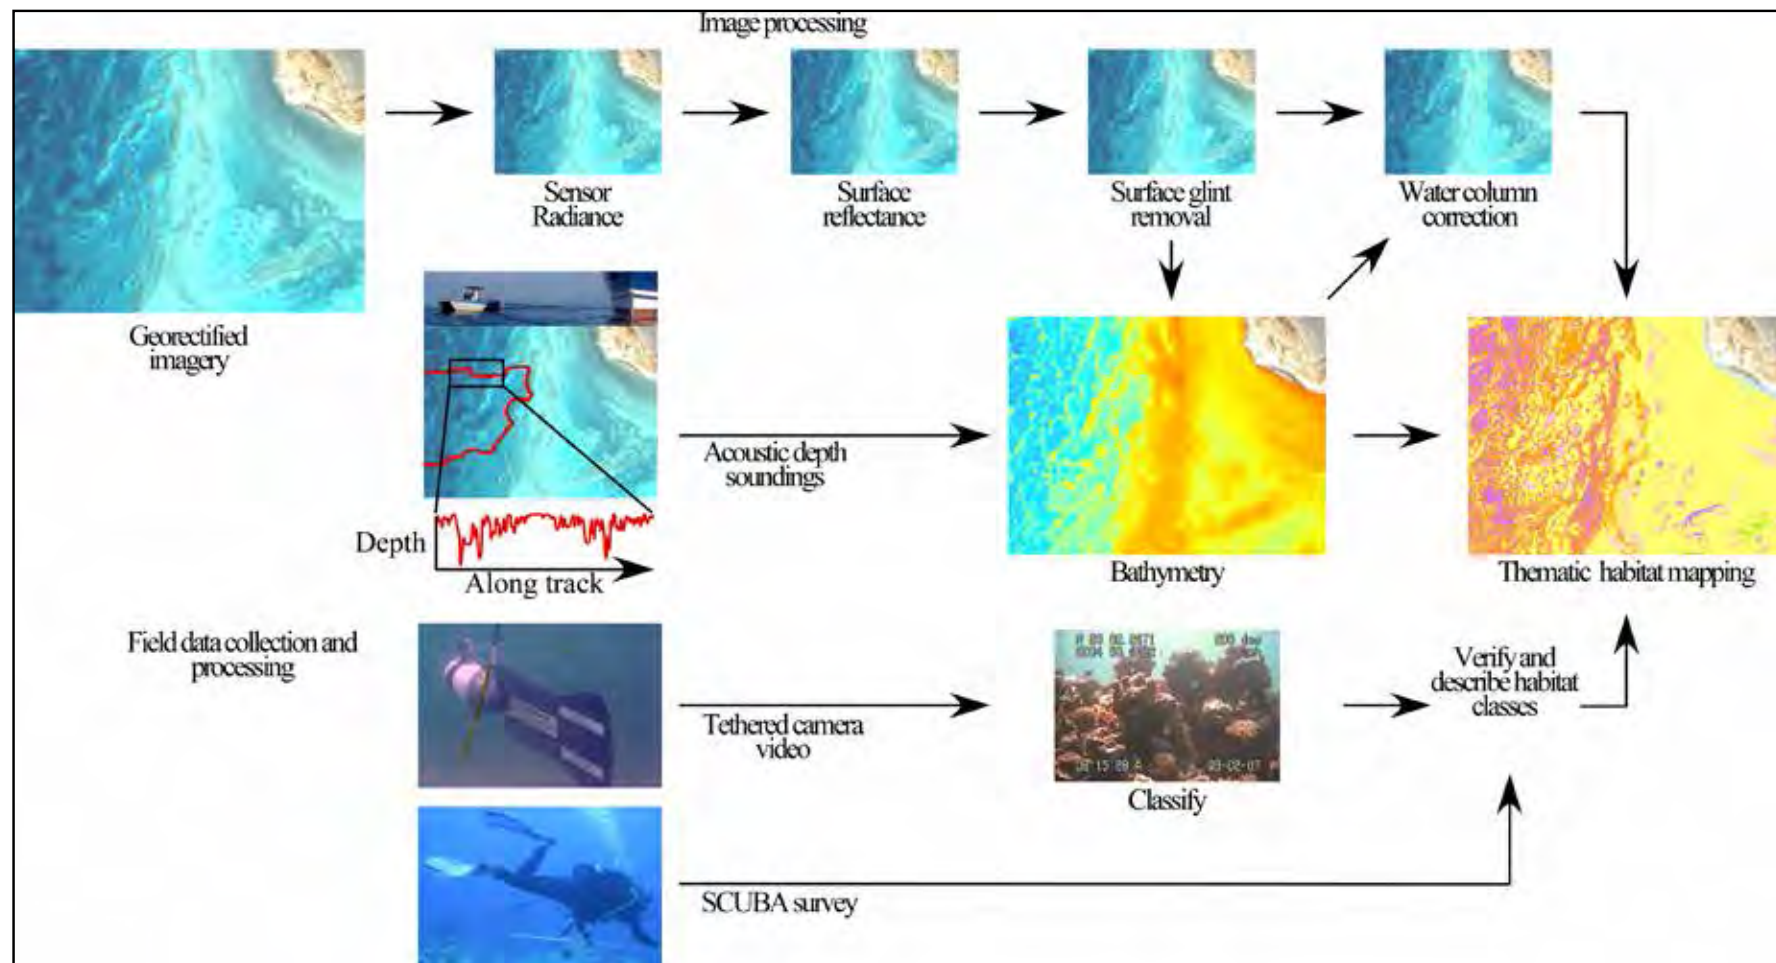 Image processing
Georectified
imagery
Sensor
Radiance
Surface
reflectance
Surface glint
removal
Water column
correction
Depth
Along track
Acoustic depth
soundings
Bathymetry
Thematic habitat mapping
Field data collection and
processing
Tethered camera
video
Classify
Verify and
describe habitat
classes
SCUBA survey